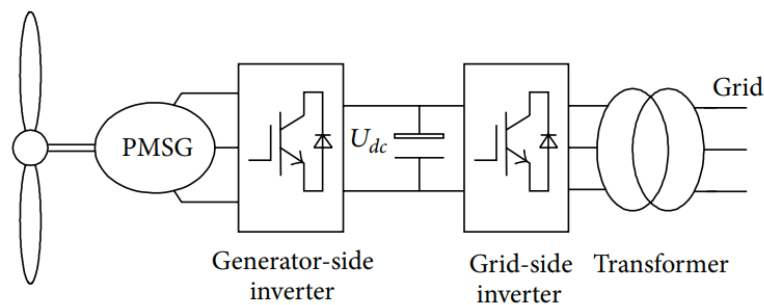 Grid
PMSG
U_dc
Generator-side
inverter
Grid-side
inverter
Transformer